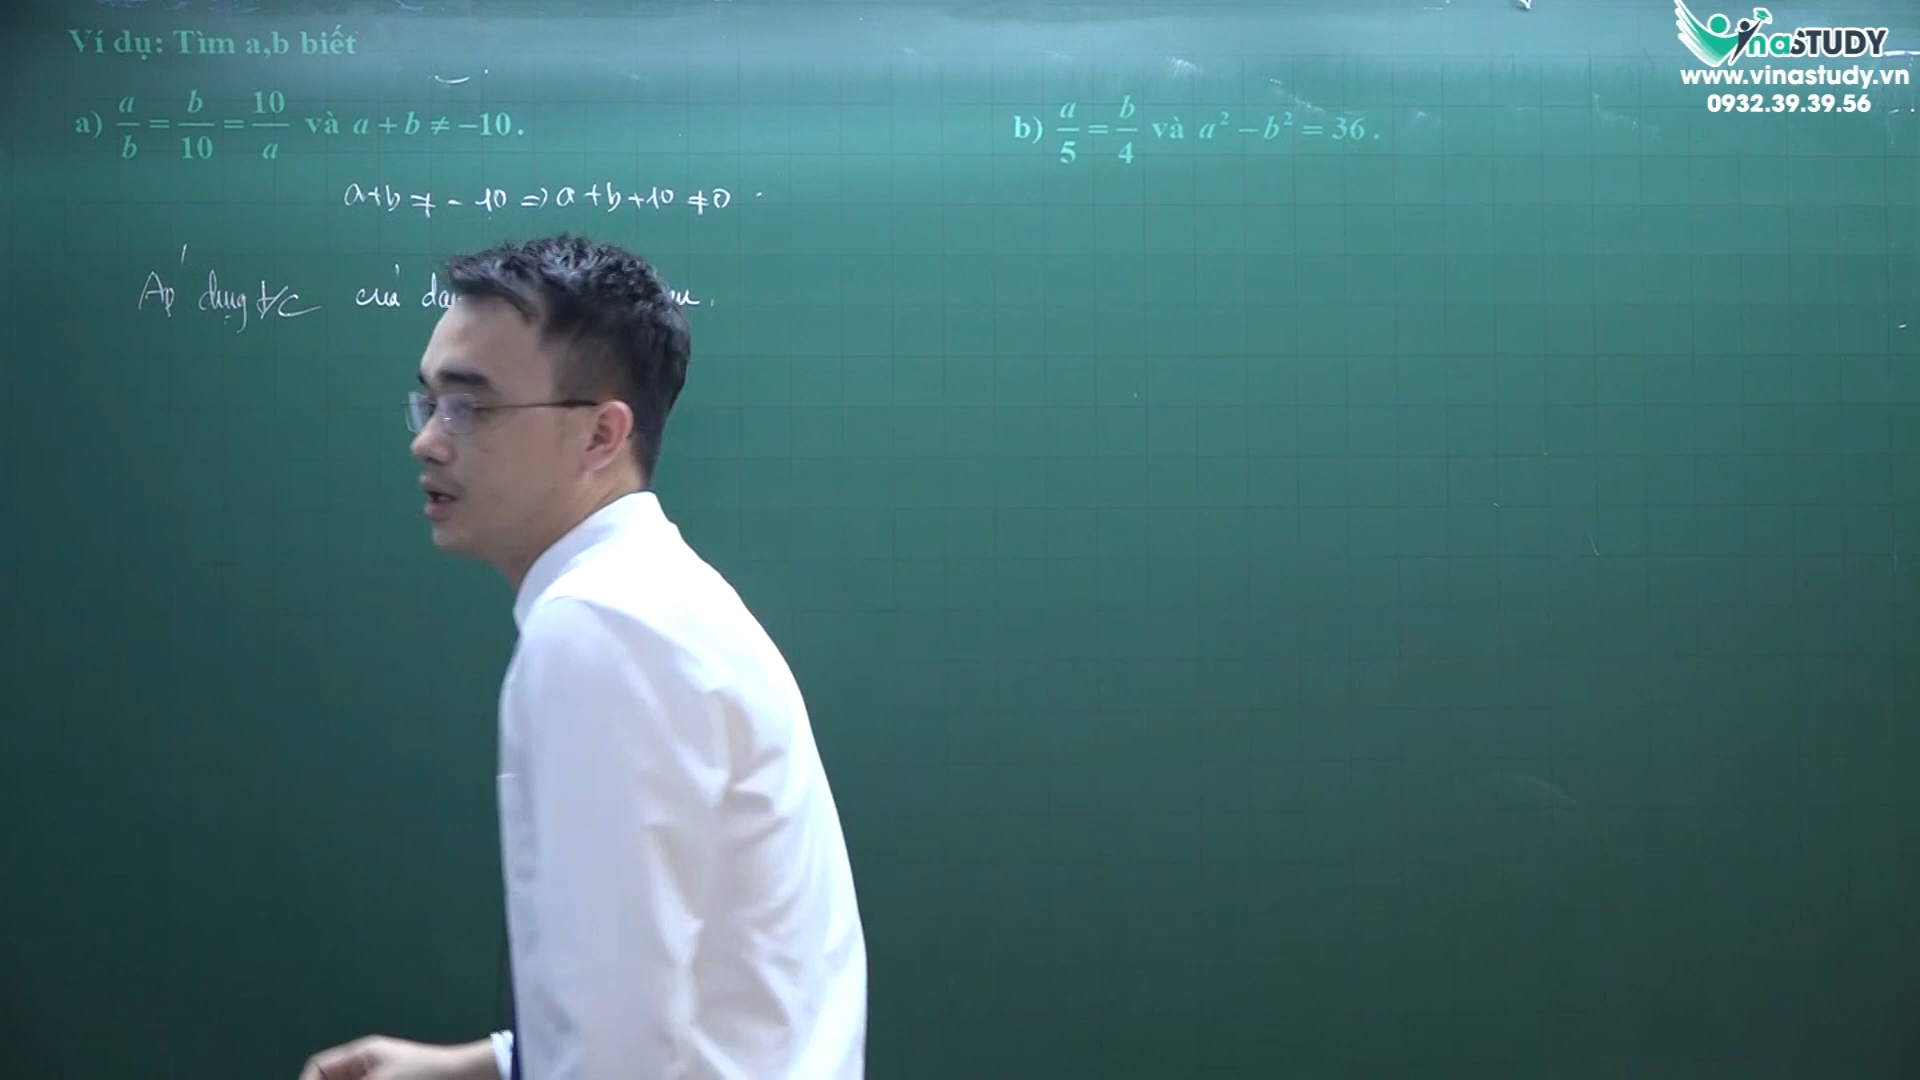 Ví dụ: Tìm a,b biết
a) a/b = b/10 = 10/a và a + b ≠ −10.
b) a/5 = b/4 và a² − b² = 36.
a+b ≠ - 10 => a+b+10 ≠ 0
Áp dụng t/c của
VinaSTUDY
www.vinastudy.vn
0932.39.39.56